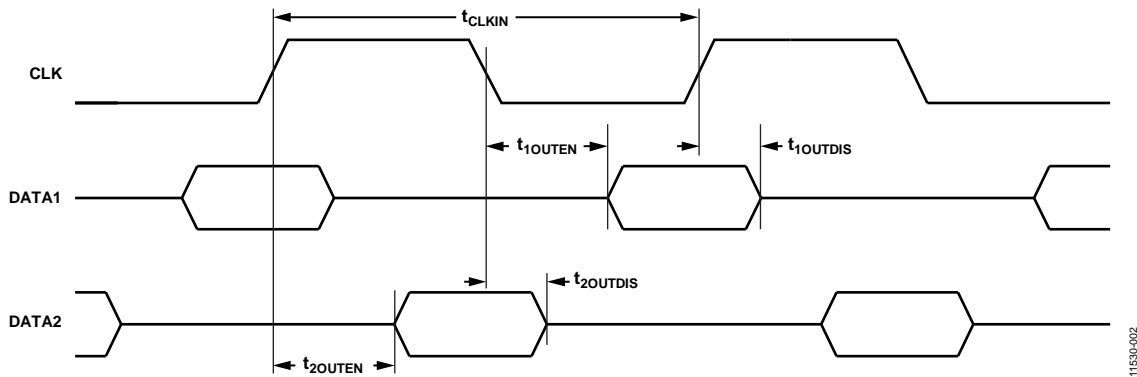 tCLKIN
CLK
t1OUTEN
t1OUTDIS
DATA1
t2OUTDIS
DATA2
t2OUTEN
11530-002